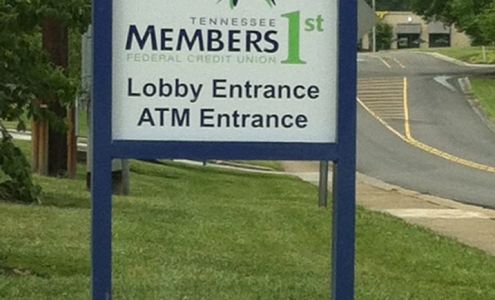 TENNESSEE
MEMBERS 1st
FEDERAL CREDIT UNION
Lobby Entrance
ATM Entrance